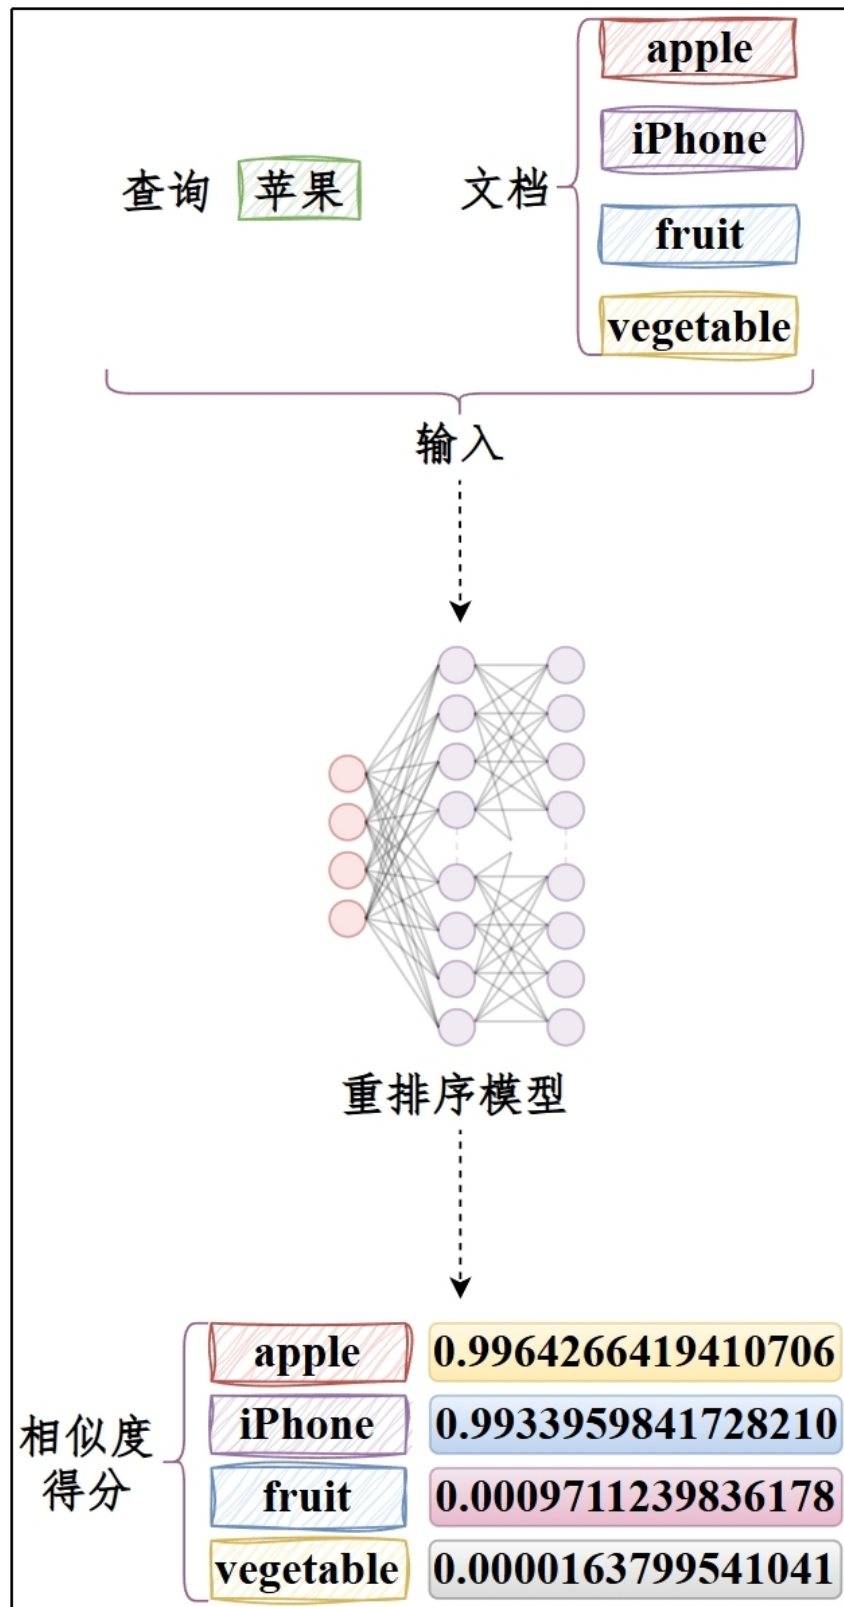 查询 苹果 文档
apple
iPhone
fruit
vegetable
输入
重排序模型
相似度
得分
apple 0.9964266419410706
iPhone 0.9933959841728210
fruit 0.0009711239836178
vegetable 0.0000163799541041